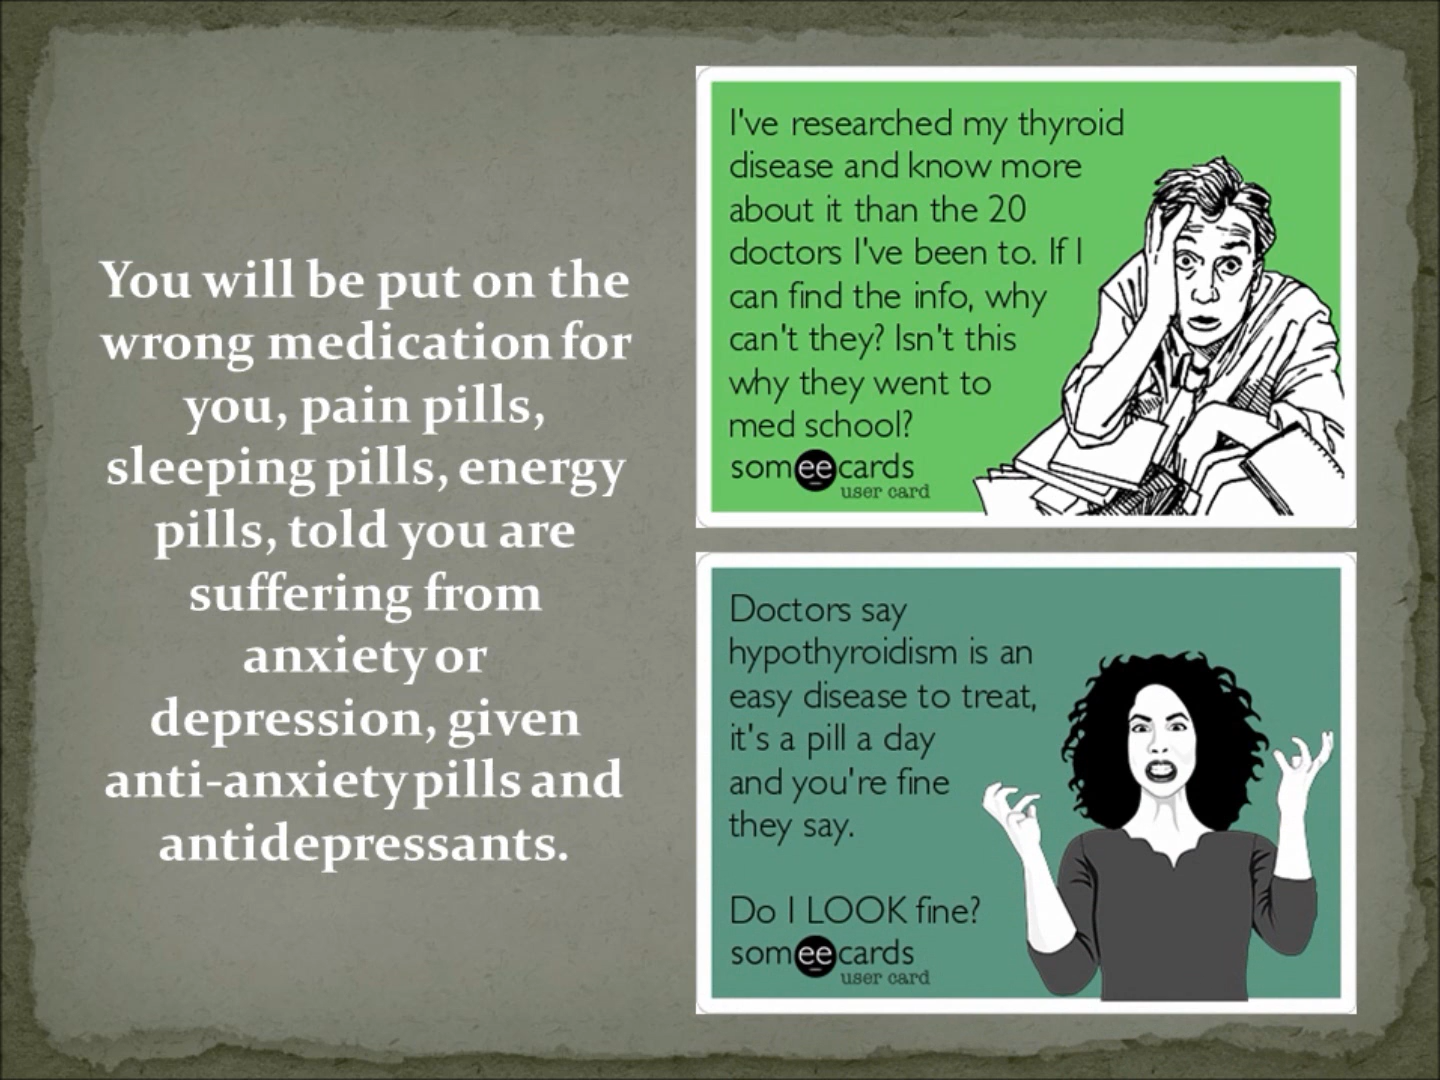 You will be put on the
wrong medication for
you, pain pills,
sleeping pills, energy
pills, told you are
suffering from
anxiety or
depression, given
anti-anxiety pills and
antidepressants.
I've researched my thyroid
disease and know more
about it than the 20
doctors I've been to. If I
can find the info, why
can't they? Isn't this
why they went to
med school?
someecards
user card
Doctors say
hypothyroidism is an
easy disease to treat,
it's a pill a day
and you're fine
they say.
Do I LOOK fine?
someecards
user card